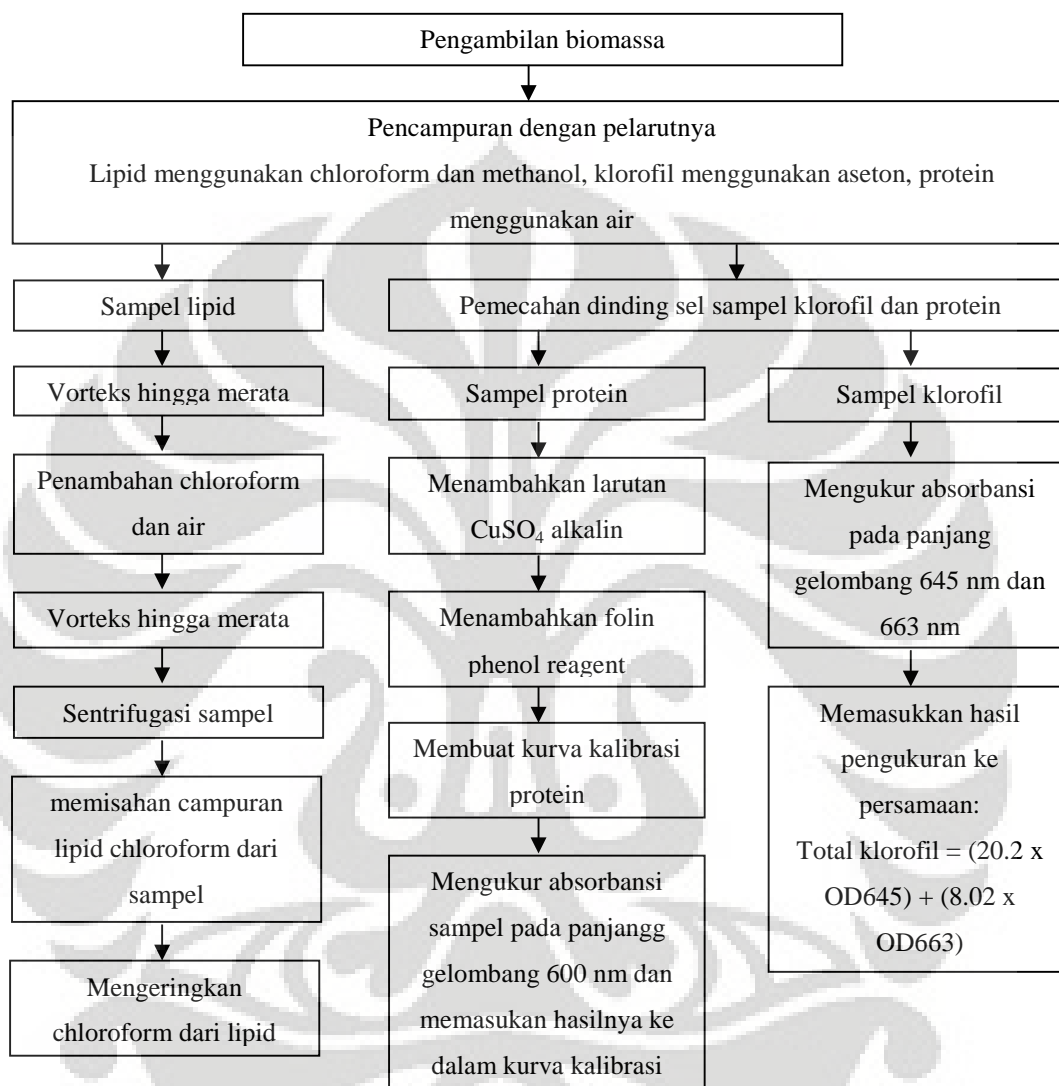 Pengambilan biomassa
Pencampuran dengan pelarutnya
Lipid menggunakan chloroform dan methanol, klorofil menggunakan aseton, protein
menggunakan air
Sampel lipid
Vorteks hingga merata
Penambahan chloroform
dan air
Vorteks hingga merata
Sentrifugasi sampel
memisahan campuran
lipid chloroform dari
sampel
Mengeringkan
chloroform dari lipid
Pemecahan dinding sel sampel klorofil dan protein
Sampel protein
Menambahkan larutan
CuSO₄ alkalin
Menambahkan folin
phenol reagent
Membuat kurva kalibrasi
protein
Mengukur absorbansi
sampel pada panjangg
gelombang 600 nm dan
memasukan hasilnya ke
dalam kurva kalibrasi
Sampel klorofil
Mengukur absorbansi
pada panjang
gelombang 645 nm dan
663 nm
Memasukkan hasil
pengukuran ke
persamaan:
Total klorofil = (20.2 x
OD645) + (8.02 x
OD663)